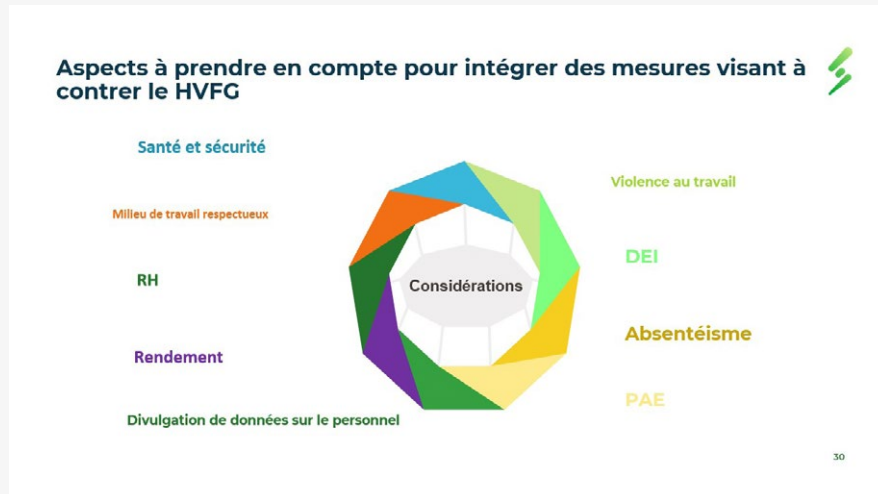 Aspects à prendre en compte pour intégrer des mesures visant à
contrer le HVFG
Santé et sécurité
Milieu de travail respectueux
RH
Rendement
Divulgation de données sur le personnel
Considérations
Violence au travail
DEI
Absentéisme
PAE
30